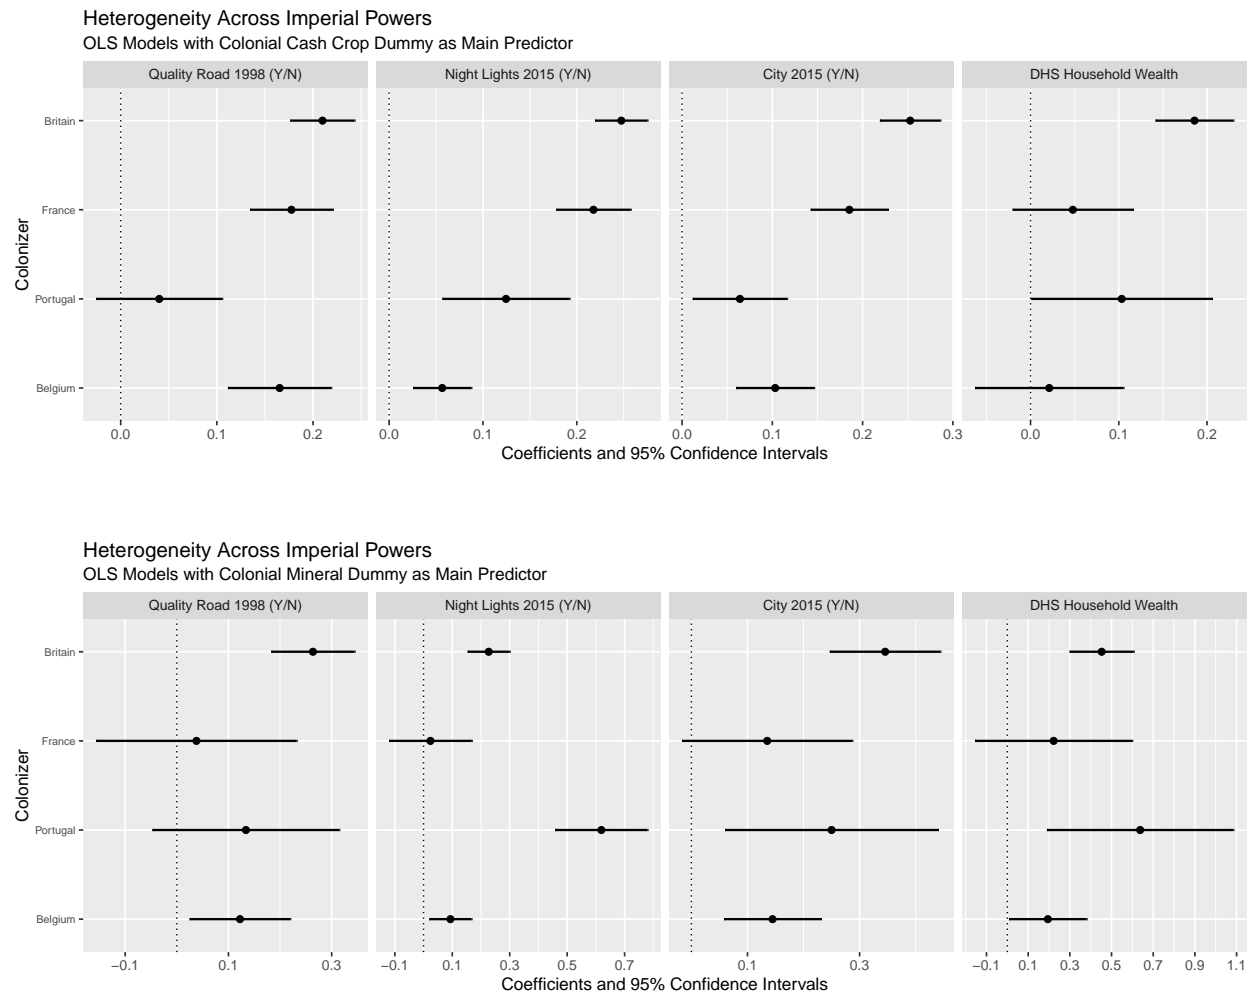 Heterogeneity Across Imperial Powers
OLS Models with Colonial Cash Crop Dummy as Main Predictor
Quality Road 1998 (Y/N) Night Lights 2015 (Y/N) City 2015 (Y/N) DHS Household Wealth
Colonizer
Britain
France
Portugal
Belgium
0.0 0.1 0.2 0.0 0.1 0.2 0.0 0.1 0.2 0.3 0.0 0.1 0.2
Coefficients and 95% Confidence Intervals
Heterogeneity Across Imperial Powers
OLS Models with Colonial Mineral Dummy as Main Predictor
Quality Road 1998 (Y/N) Night Lights 2015 (Y/N) City 2015 (Y/N) DHS Household Wealth
Colonizer
Britain
France
Portugal
Belgium
−0.1 0.1 0.3 −0.1 0.1 0.3 0.5 0.7 0.1 0.3 −0.1 0.1 0.3 0.5 0.7 0.9 1.1
Coefficients and 95% Confidence Intervals